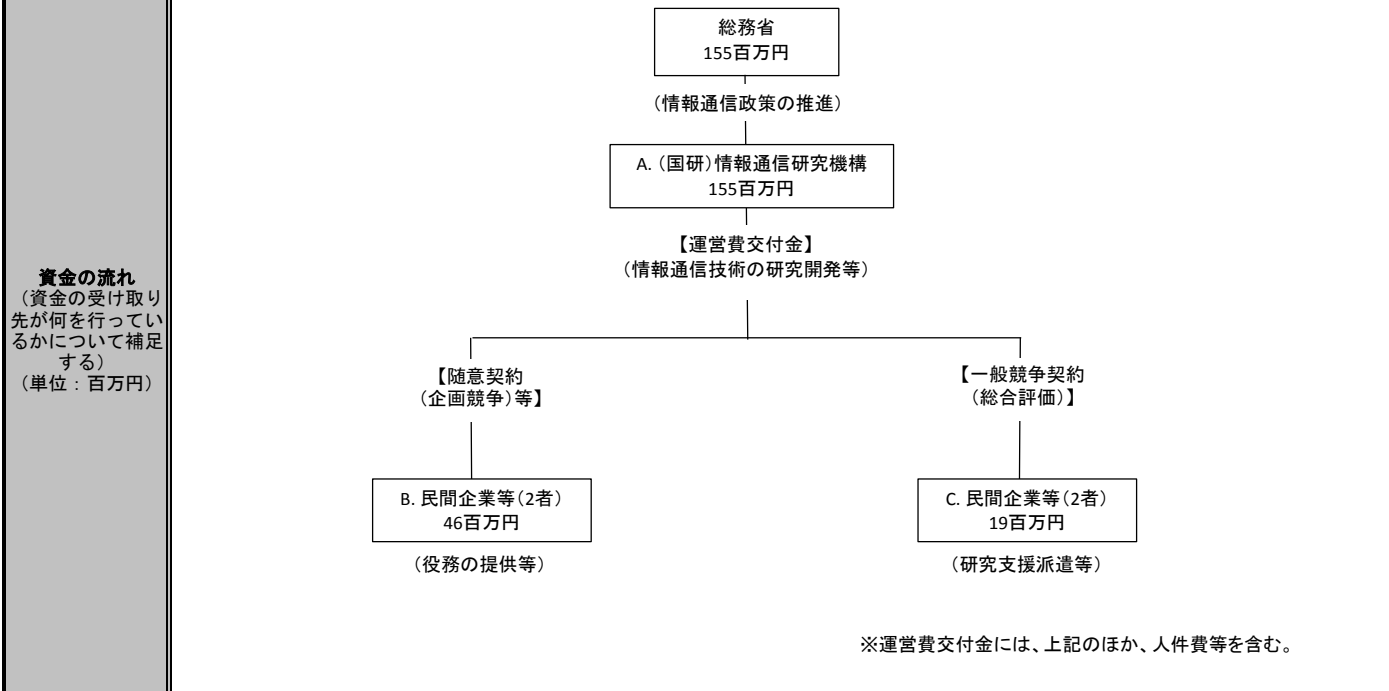 資金の流れ
（資金の受け取り
先が何を行ってい
るかについて補足
する）
（単位：百万円）
総務省
155百万円
（情報通信政策の推進）
A. （国研）情報通信研究機構
155百万円
【運営費交付金】
（情報通信技術の研究開発等）
【随意契約
（企画競争）等】
【一般競争契約
（総合評価）】
B. 民間企業等（2者）
46百万円
（役務の提供等）
C. 民間企業等（2者）
19百万円
（研究支援派遣等）
※運営費交付金には、上記のほか、人件費等を含む。